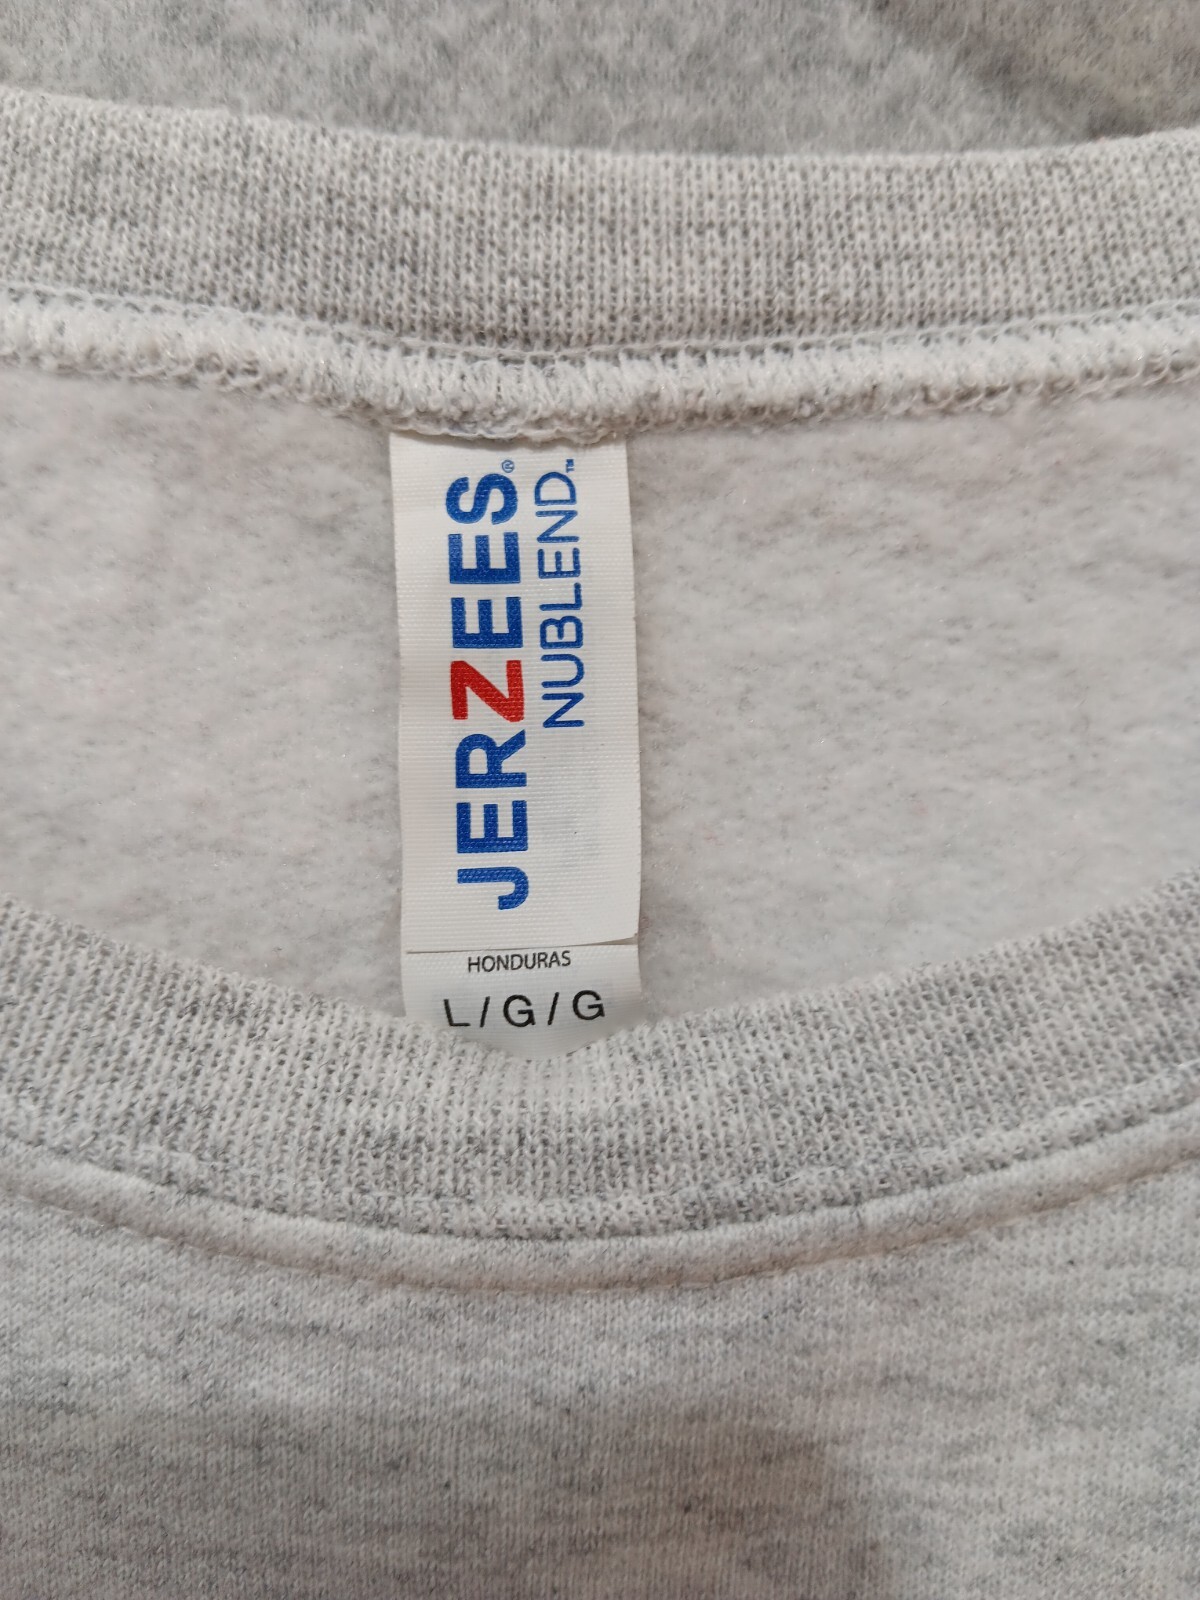 JERZEES®
NUBLEND™
HONDURAS
L/G/G